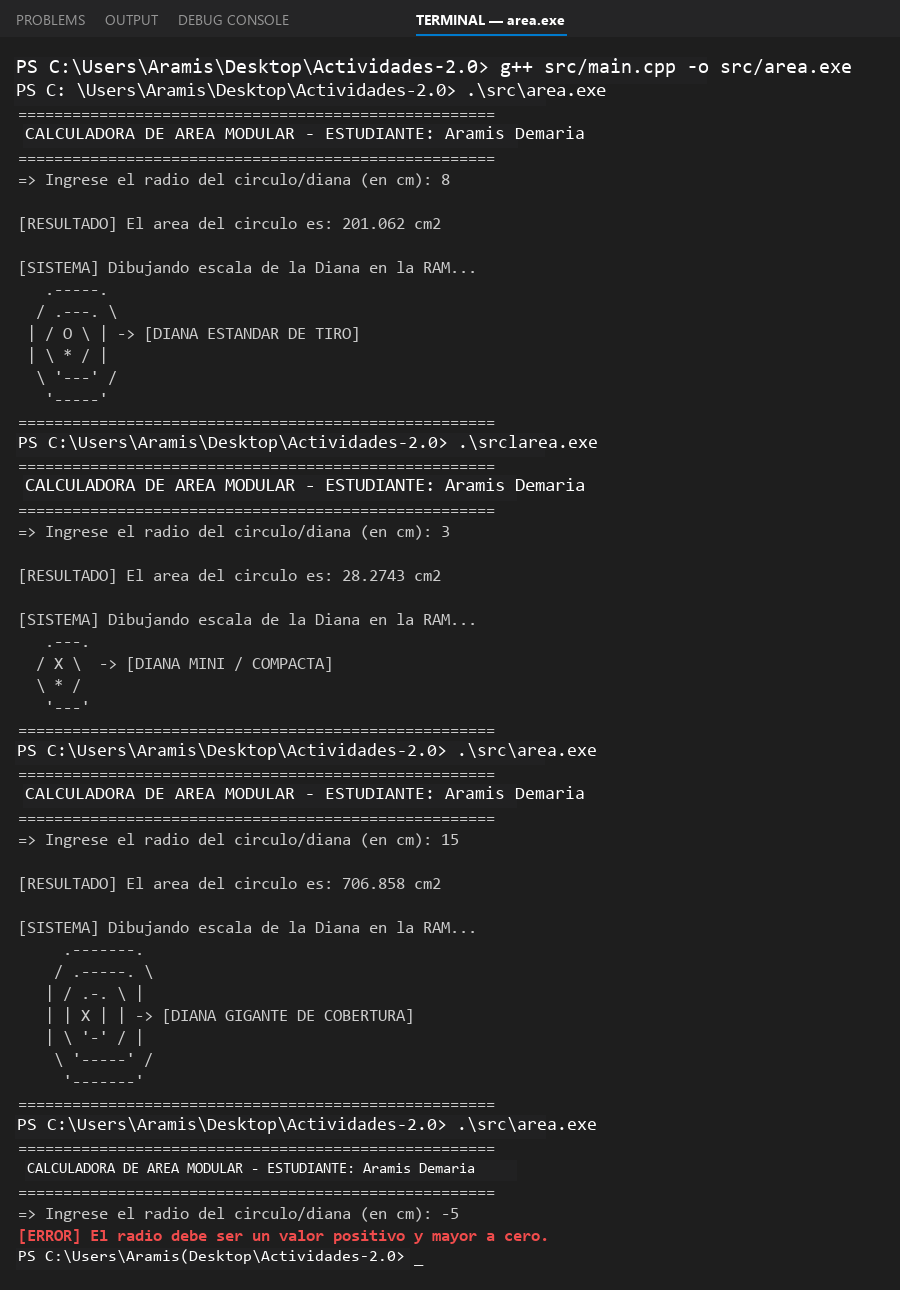 PROBLEMS OUTPUT DEBUG CONSOLE TERMINAL — area.exe
PS C:\Users\Aramis\Desktop\Actividades-2.0> g++ src/main.cpp -o src/area.exe
PS C: \Users\Aramis\Desktop\Actividades-2.0> .\src\area.exe
=====================================================
CALCULADORA DE AREA MODULAR - ESTUDIANTE: Aramis Demaria
=====================================================
=> Ingrese el radio del circulo/diana (en cm): 8
[RESULTADO] El area del circulo es: 201.062 cm2
[SISTEMA] Dibujando escala de la Diana en la RAM...
   .-----.
  / .---. \
 | / O \ | -> [DIANA ESTANDAR DE TIRO]
 | \ * / |
  \ '---' /
   '-----'
=====================================================
PS C:\Users\Aramis\Desktop\Actividades-2.0> .\srclarea.exe
=====================================================
CALCULADORA DE AREA MODULAR - ESTUDIANTE: Aramis Demaria
=====================================================
=> Ingrese el radio del circulo/diana (en cm): 3
[RESULTADO] El area del circulo es: 28.2743 cm2
[SISTEMA] Dibujando escala de la Diana en la RAM...
   .---.
  / X \  -> [DIANA MINI / COMPACTA]
  \ * /
   '---'
=====================================================
PS C:\Users\Aramis\Desktop\Actividades-2.0> .\src\area.exe
=====================================================
CALCULADORA DE AREA MODULAR - ESTUDIANTE: Aramis Demaria
=====================================================
=> Ingrese el radio del circulo/diana (en cm): 15
[RESULTADO] El area del circulo es: 706.858 cm2
[SISTEMA] Dibujando escala de la Diana en la RAM...
     .-------.
    / .-----. \
   | / .-. \ |
   | | X | | -> [DIANA GIGANTE DE COBERTURA]
   | \ '-' / |
    \ '-----' /
     '-------'
=====================================================
PS C:\Users\Aramis\Desktop\Actividades-2.0> .\src\area.exe
=====================================================
CALCULADORA DE AREA MODULAR - ESTUDIANTE: Aramis Demaria
=====================================================
=> Ingrese el radio del circulo/diana (en cm): -5
[ERROR] El radio debe ser un valor positivo y mayor a cero.
PS C:\Users\Aramis(Desktop\Actividades-2.0> _